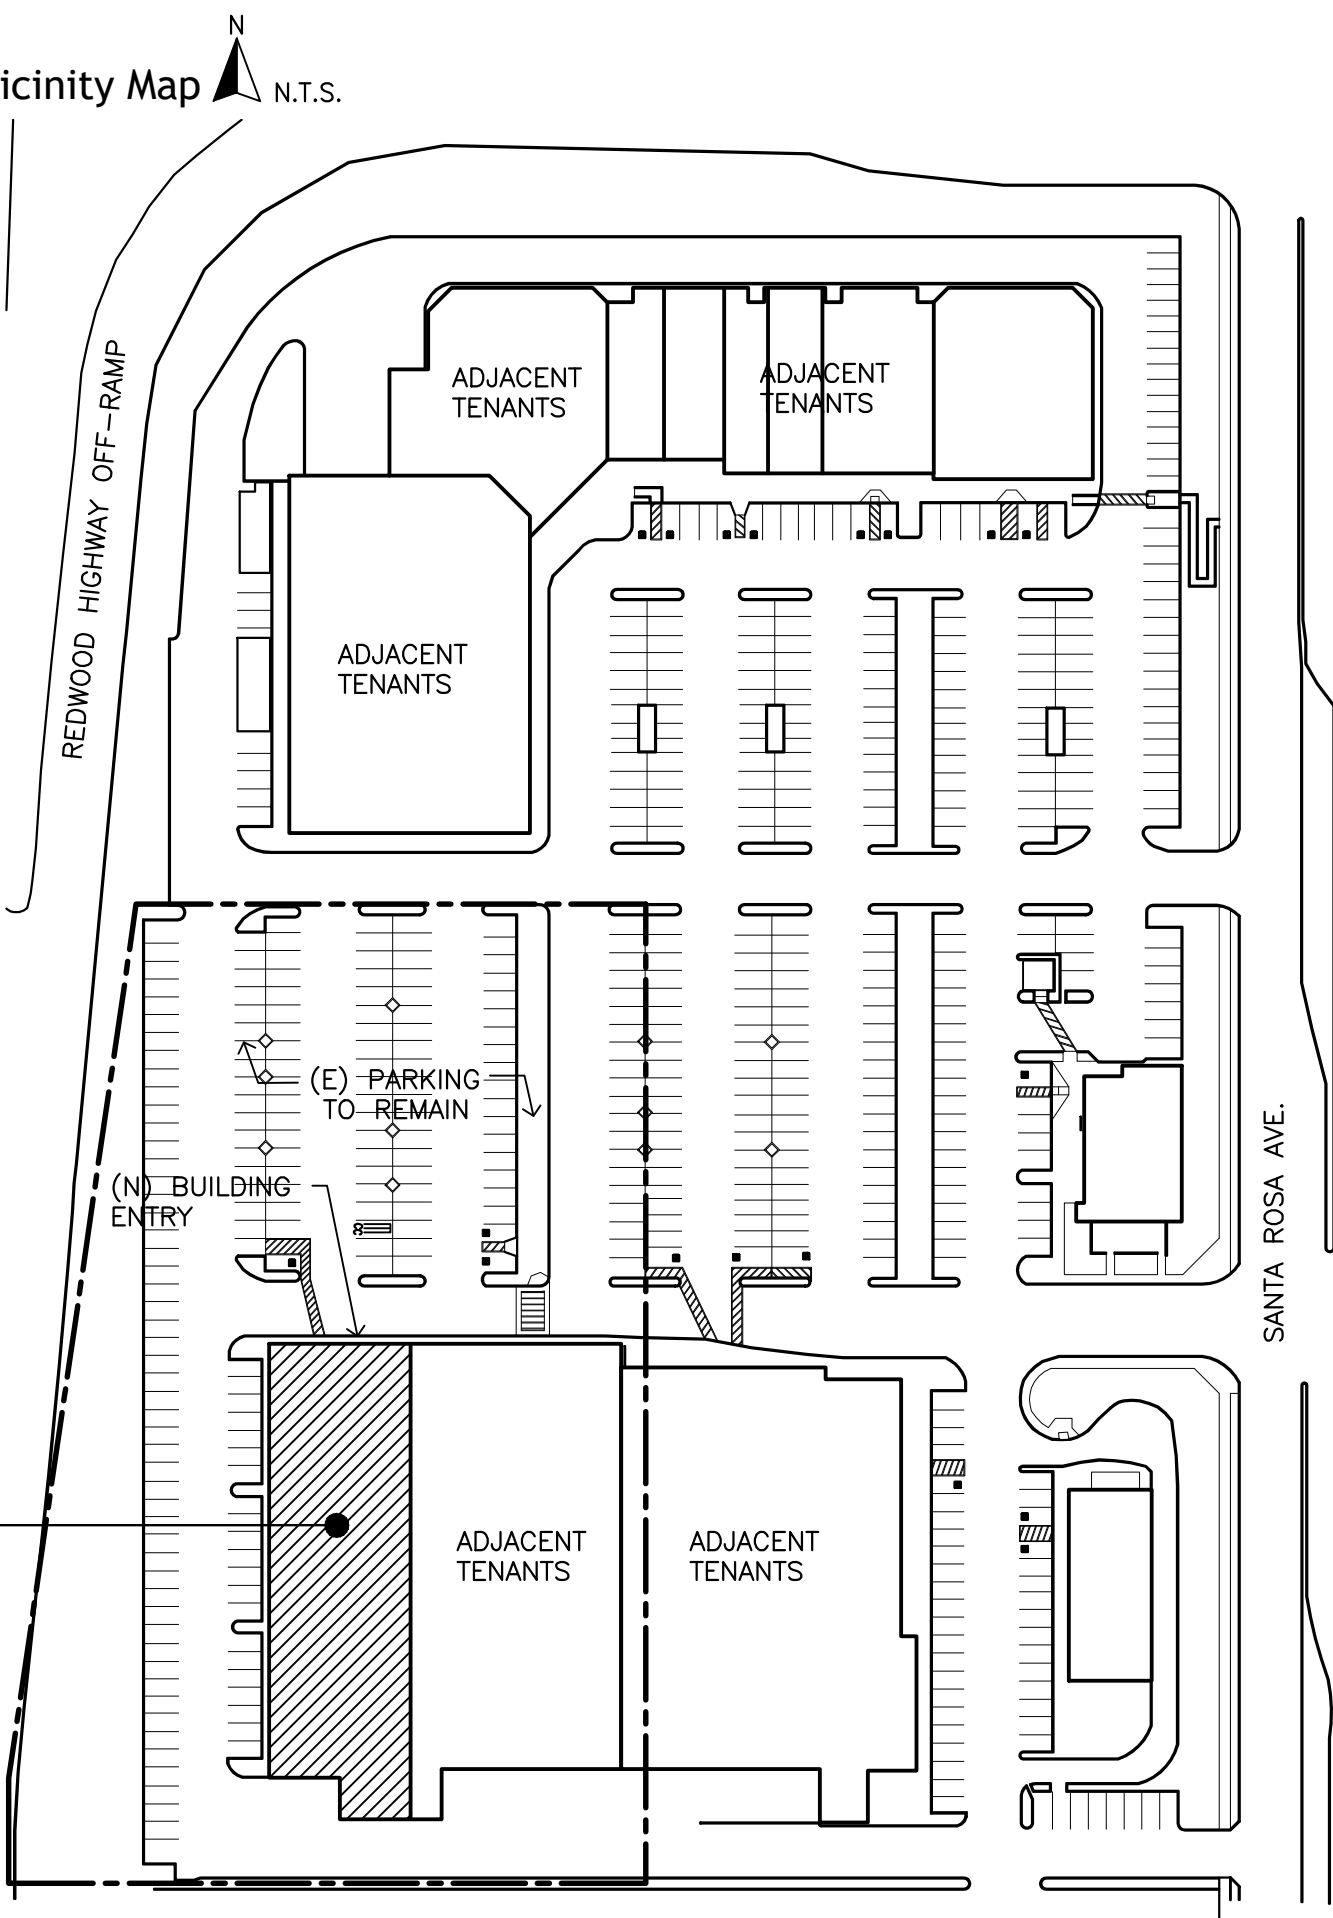 N
icinity Map
N.T.S.
REDWOOD HIGHWAY OFF-RAMP
ADJACENT
TENANTS
ADJACENT
TENANTS
ADJACENT
TENANTS
(E) PARKING
TO REMAIN
(N) BUILDING
ENTRY
SANTA ROSA AVE.
ADJACENT
TENANTS
ADJACENT
TENANTS